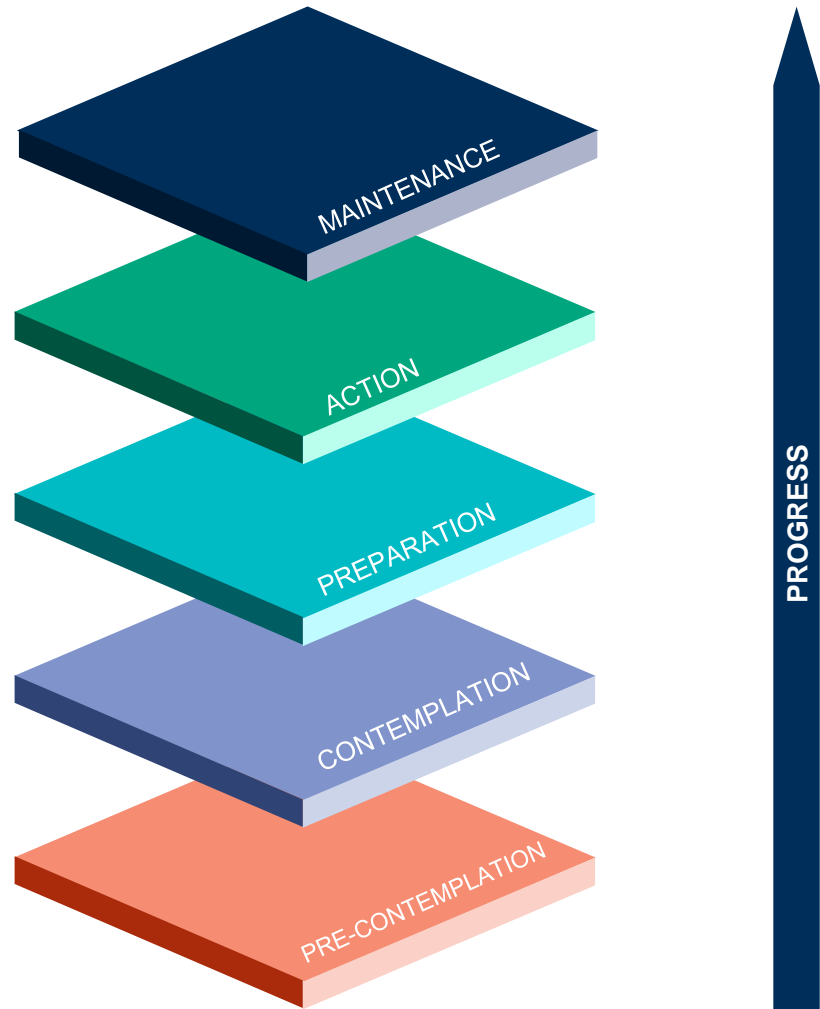 MAINTENANCE
ACTION
PREPARATION
CONTEMPLATION
PRE-CONTEMPLATION
PROGRESS